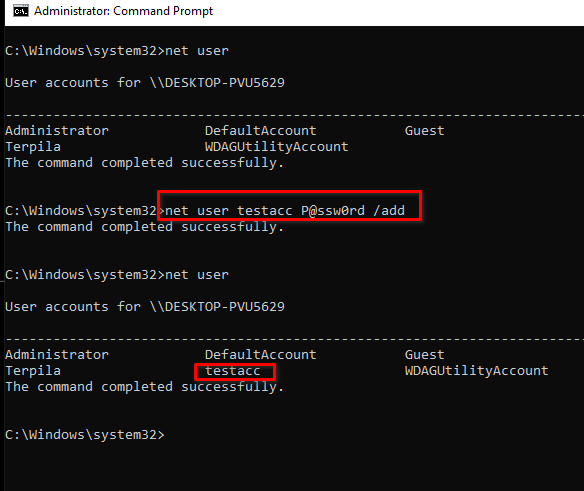 Administrator: Command Prompt
C:\Windows\system32>net user
User accounts for \\DESKTOP-PVU5629
-------------------------------------------------------------------------------
Administrator            DefaultAccount           Guest
Terpila                  WDAGUtilityAccount
The command completed successfully.
C:\Windows\system32>net user testacc P@ssw0rd /add
The command completed successfully.
C:\Windows\system32>net user
User accounts for \\DESKTOP-PVU5629
-------------------------------------------------------------------------------
Administrator            DefaultAccount           Guest
Terpila                  testacc                  WDAGUtilityAccount
The command completed successfully.
C:\Windows\system32>